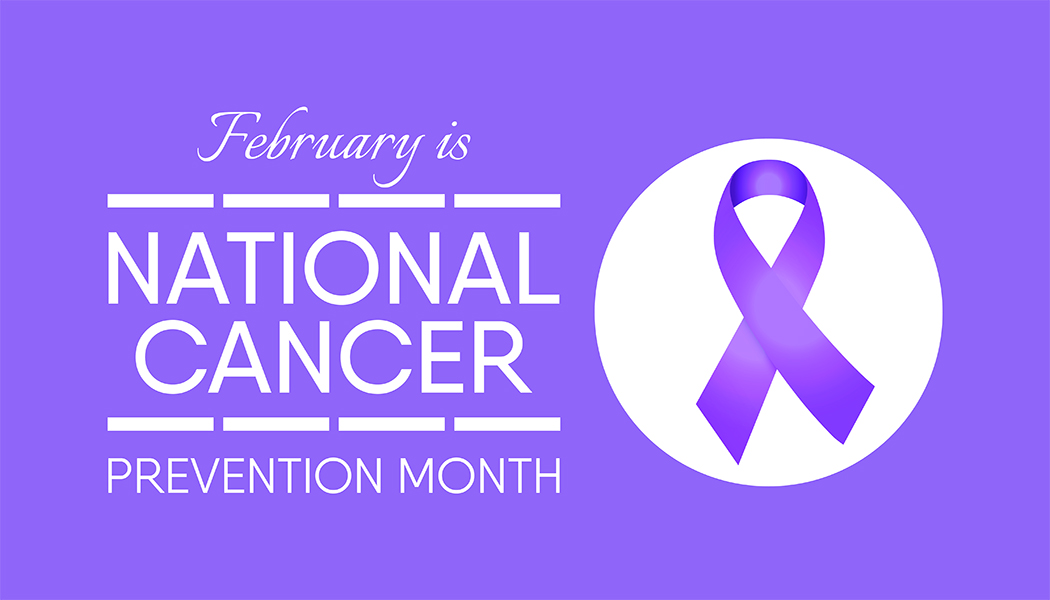 February is
NATIONAL
CANCER
PREVENTION MONTH